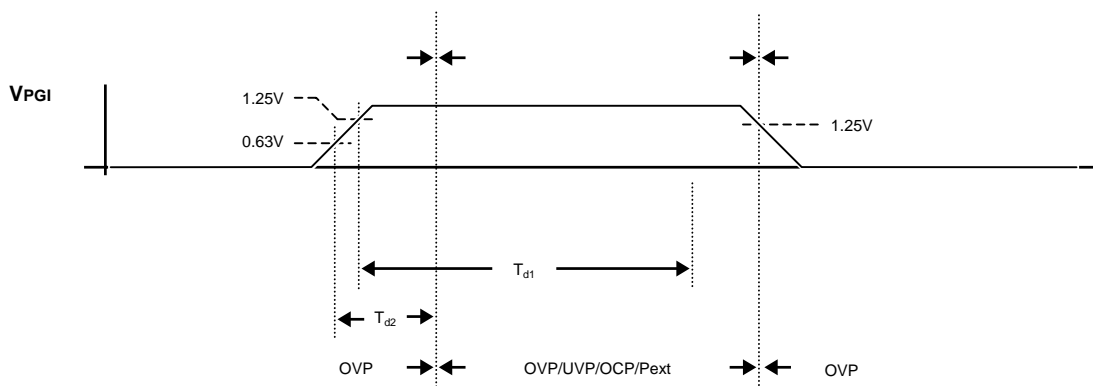 VPGI
1.25V
0.63V
1.25V
Td1
Td2
OVP
OVP/UVP/OCP/Pext
OVP